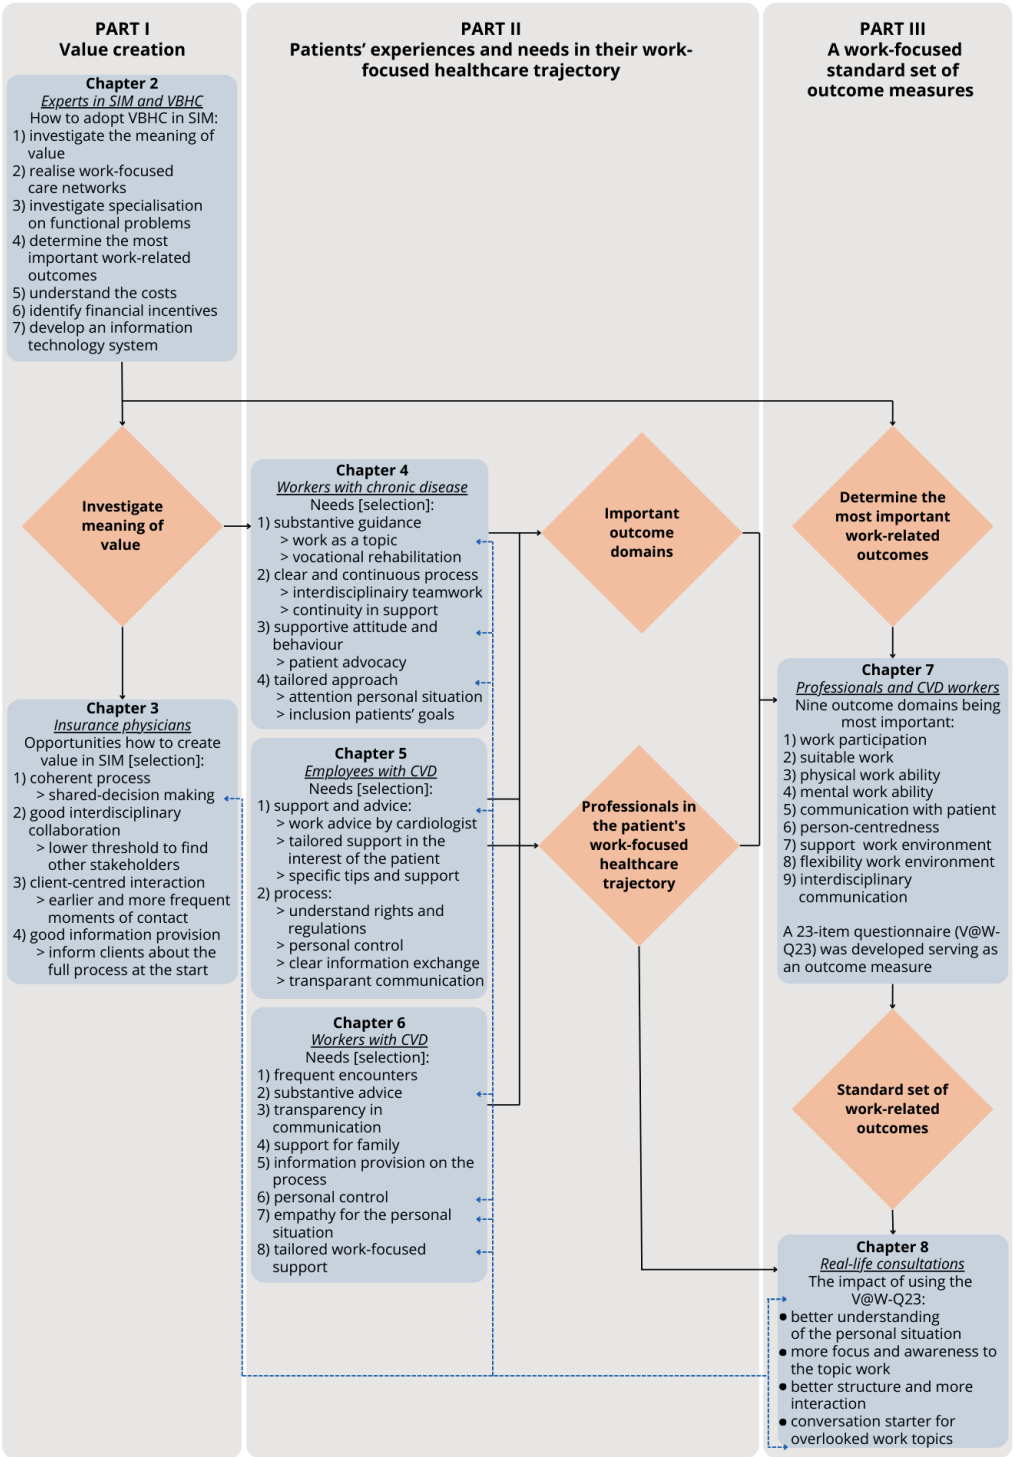 PART I
Value creation
Chapter 2
Experts in SIM and VBHC
How to adopt VBHC in SIM:
1) investigate the meaning of
value
2) realise work-focused
care networks
3) investigate specialisation
on functional problems
4) determine the most
important work-related
outcomes
5) understand the costs
6) identify financial incentives
7) develop an information
technology system
Investigate
meaning of
value
Chapter 3
Insurance physicians
Opportunities how to create
value in SIM [selection]:
1) coherent process
> shared-decision making
2) good interdisciplinary
collaboration
> lower threshold to find
other stakeholders
3) client-centred interaction
> earlier and more frequent
moments of contact
4) good information provision
> inform clients about the
full process at the start
PART II
Patients’ experiences and needs in their work-
focused healthcare trajectory
Chapter 4
Workers with chronic disease
Needs [selection]:
1) substantive guidance
> work as a topic
> vocational rehabilitation
2) clear and continuous process
> interdisciplinairy teamwork
> continuity in support
3) supportive attitude and
behaviour
> patient advocacy
4) tailored approach
> attention personal situation
> inclusion patients’ goals
Chapter 5
Employees with CVD
Needs [selection]:
1) support and advice:
> work advice by cardiologist
> tailored support in the
interest of the patient
> specific tips and support
2) process:
> understand rights and
regulations
> personal control
> clear information exchange
> transparant communication
Chapter 6
Workers with CVD
Needs [selection]:
1) frequent encounters
2) substantive advice
3) transparency in
communication
4) support for family
5) information provision on the
process
6) personal control
7) empathy for the personal
situation
8) tailored work-focused
support
Important
outcome
domains
Professionals in
the patient's
work-focused
healthcare
trajectory
PART III
A work-focused
standard set of
outcome measures
Determine the
most important
work-related
outcomes
Chapter 7
Professionals and CVD workers
Nine outcome domains being
most important:
1) work participation
2) suitable work
3) physical work ability
4) mental work ability
5) communication with patient
6) person-centredness
7) support work environment
8) flexibility work environment
9) interdisciplinary
communication
A 23-item questionnaire (V@W-
Q23) was developed serving as
an outcome measure
Standard set of
work-related
outcomes
Chapter 8
Real-life consultations
The impact of using the
V@W-Q23:
● better understanding
of the personal situation
● more focus and awareness to
the topic work
● better structure and more
interaction
● conversation starter for
overlooked work topics